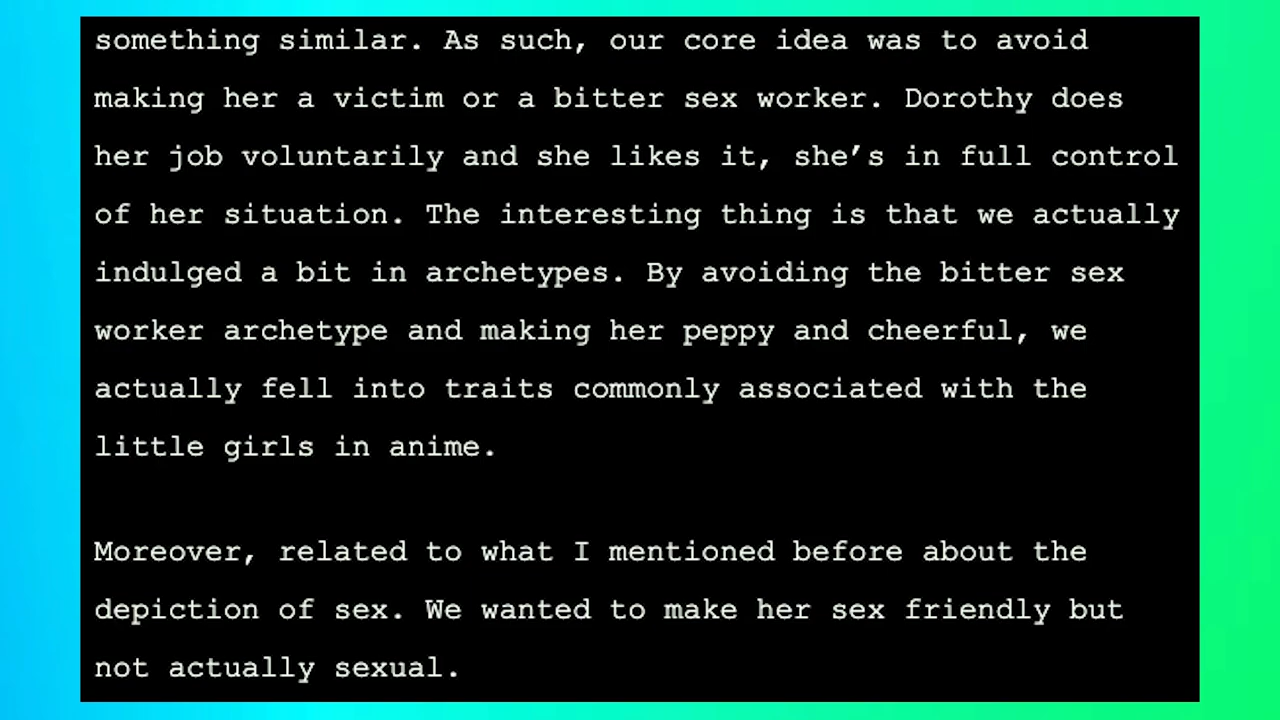 something similar. As such, our core idea was to avoid
making her a victim or a bitter sex worker. Dorothy does
her job voluntarily and she likes it, she’s in full control
of her situation. The interesting thing is that we actually
indulged a bit in archetypes. By avoiding the bitter sex
worker archetype and making her peppy and cheerful, we
actually fell into traits commonly associated with the
little girls in anime.
Moreover, related to what I mentioned before about the
depiction of sex. We wanted to make her sex friendly but
not actually sexual.